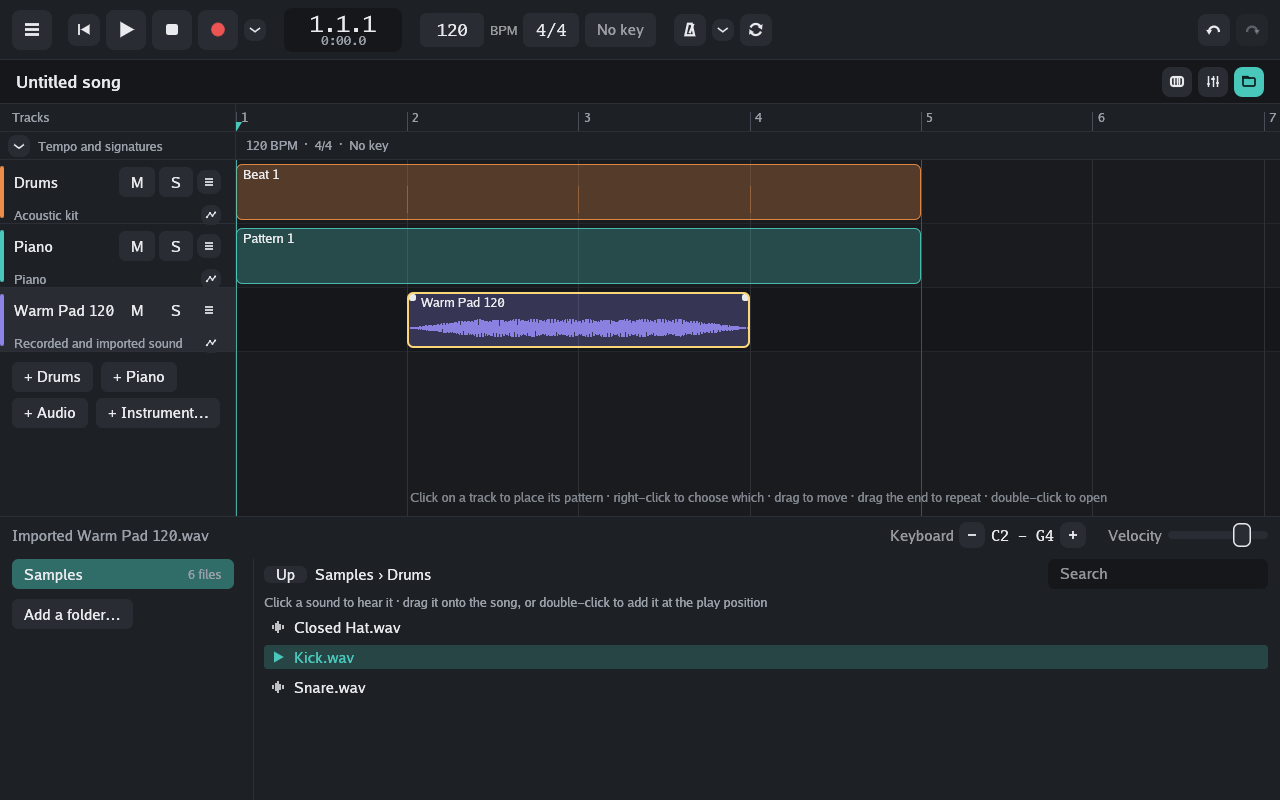 1.1.1
0:00.0
120 BPM 4/4 No key
Untitled song
Tracks 1 2 3 4 5 6 7
Tempo and signatures 120 BPM · 4/4 · No key
Drums M S Beat 1
Acoustic kit
Piano M S Pattern 1
Piano
Warm Pad 120 M S Warm Pad 120
Recorded and imported sound
+ Drums + Piano
+ Audio + Instrument…
Click on a track to place its pattern · right-click to choose which · drag to move · drag the end to repeat · double-click to open
Imported Warm Pad 120.wav Keyboard − C2 – G4 + Velocity
Samples 6 files Up Samples › Drums Search
Add a folder…
Click a sound to hear it · drag it onto the song, or double-click to add it at the play position
Closed Hat.wav
Kick.wav
Snare.wav